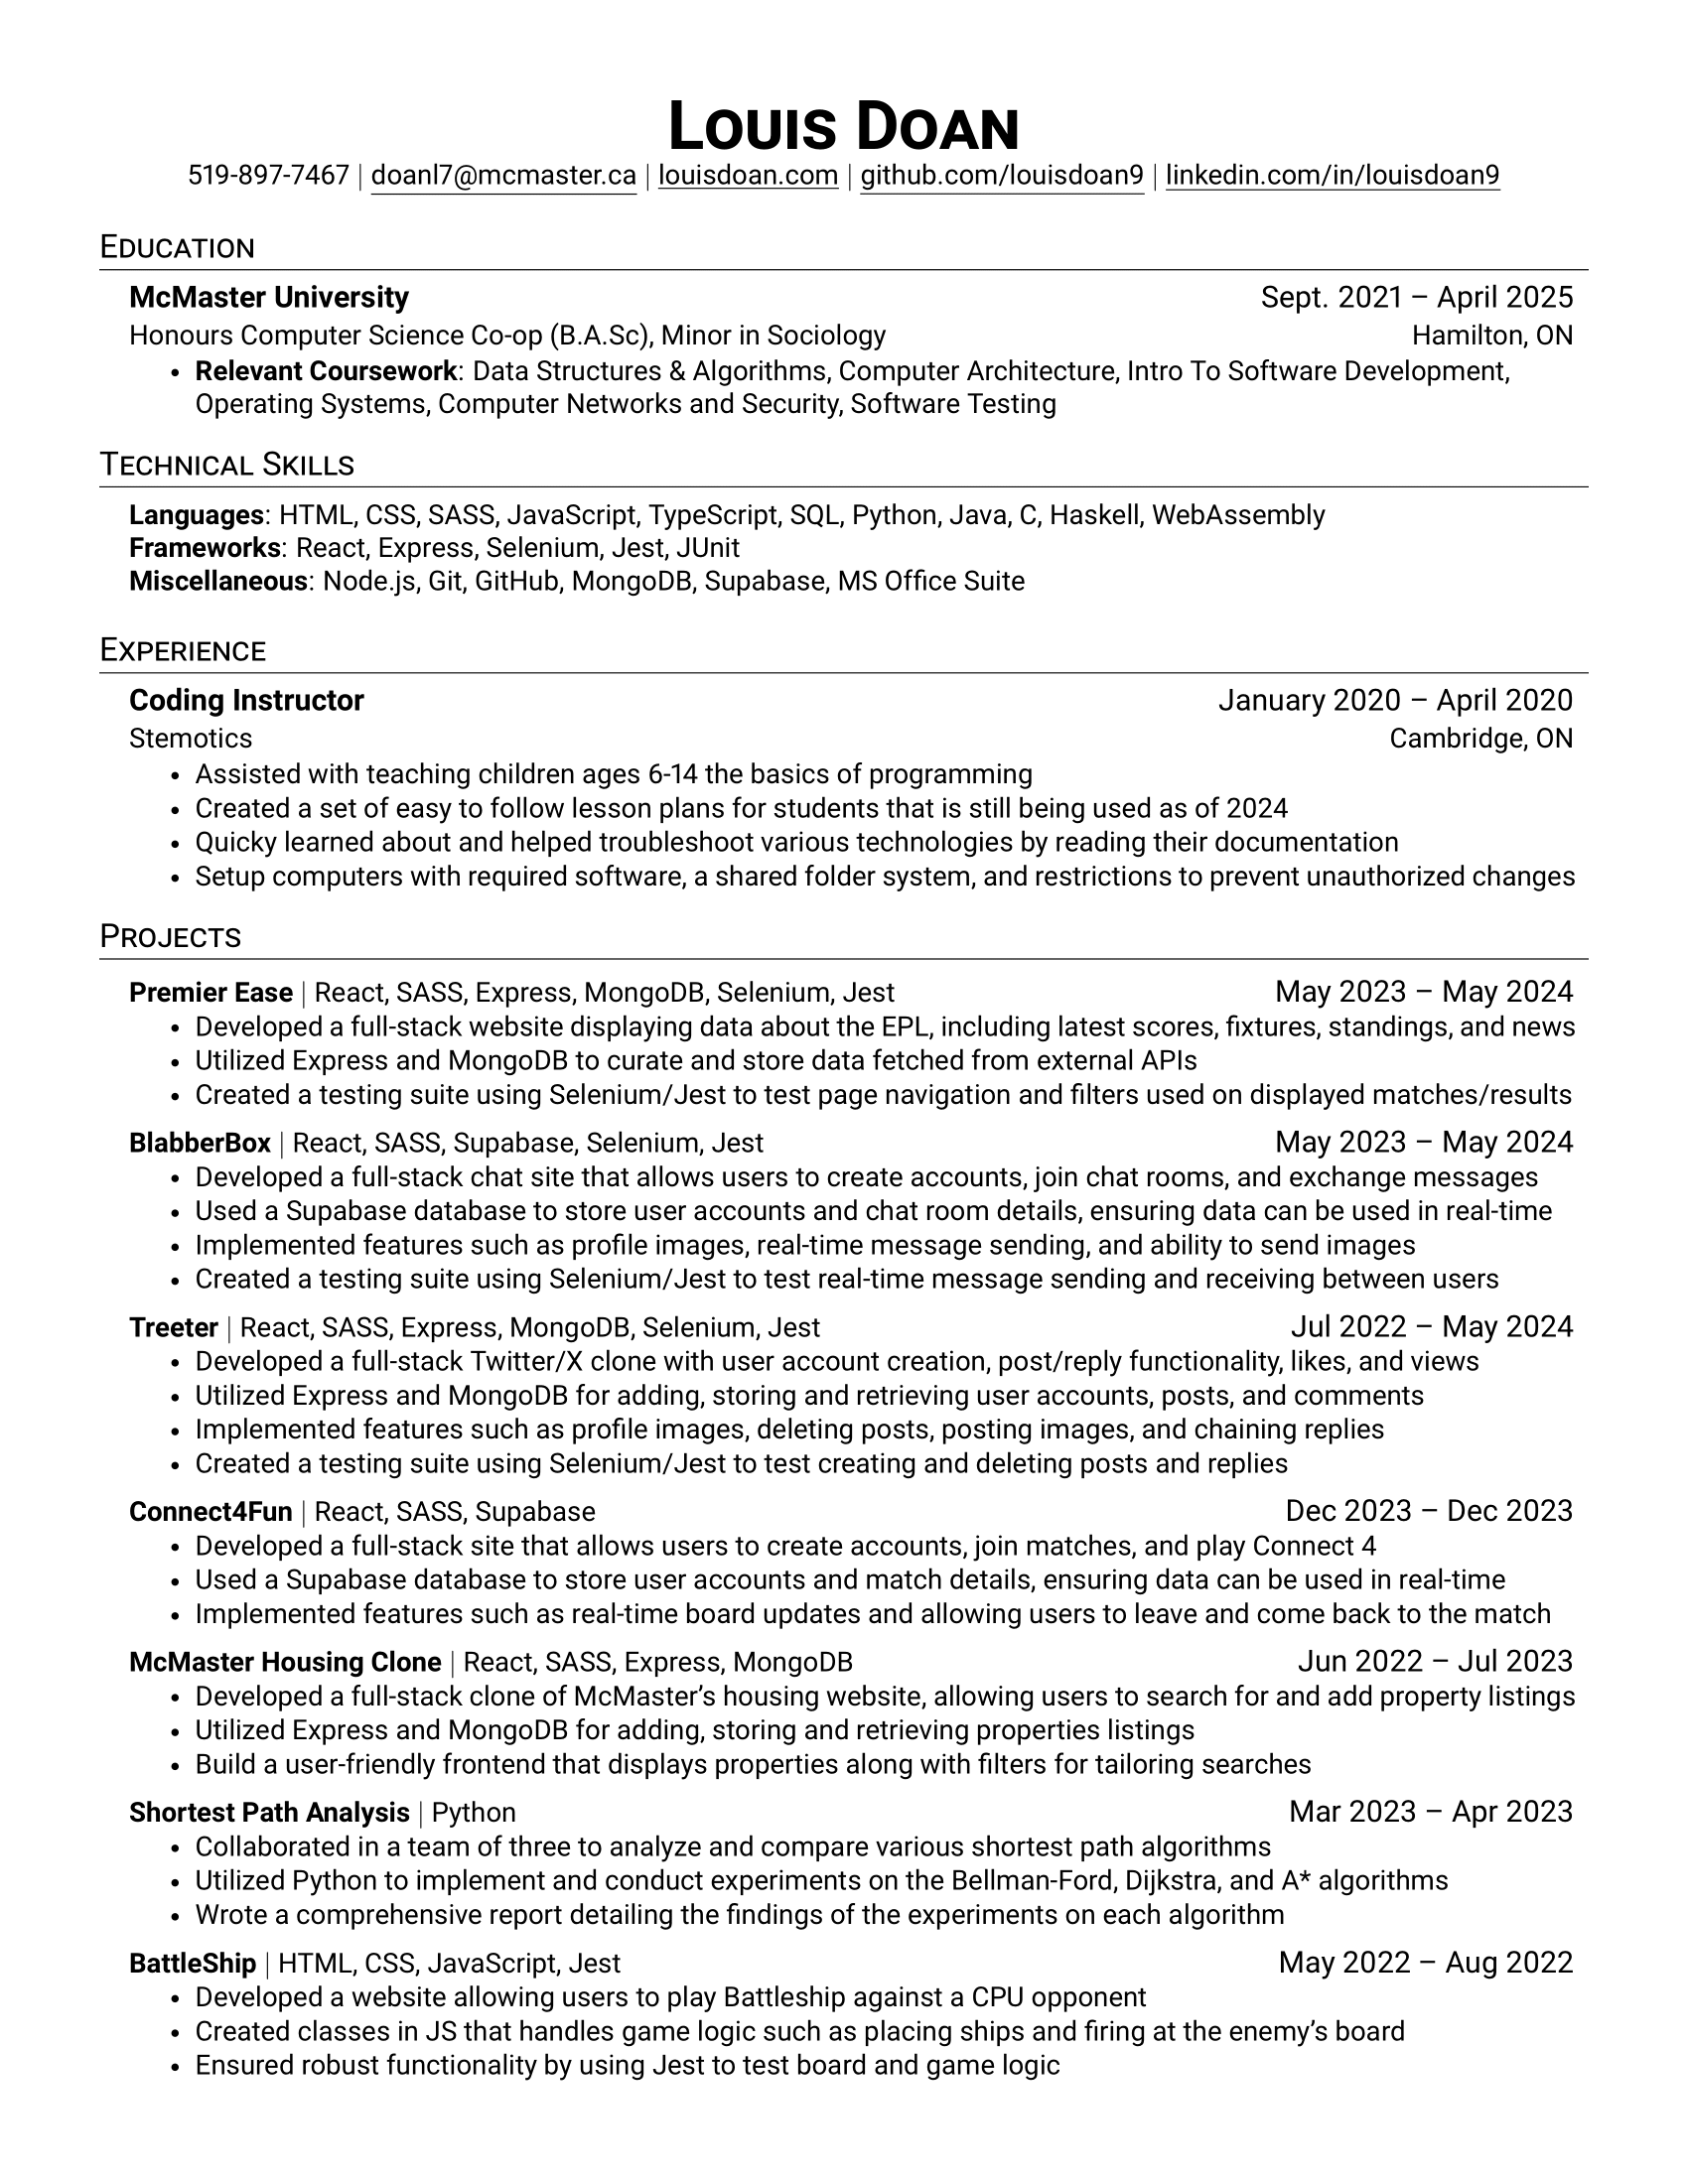 Louis Doan
519-897-7467 | doanl7@mcmaster.ca | louisdoan.com | github.com/louisdoan9 | linkedin.com/in/louisdoan9
Education
McMaster University Sept. 2021 – April 2025
Honours Computer Science Co-op (B.A.Sc), Minor in Sociology Hamilton, ON
• Relevant Coursework: Data Structures & Algorithms, Computer Architecture, Intro To Software Development,
Operating Systems, Computer Networks and Security, Software Testing
Technical Skills
Languages: HTML, CSS, SASS, JavaScript, TypeScript, SQL, Python, Java, C, Haskell, WebAssembly
Frameworks: React, Express, Selenium, Jest, JUnit
Miscellaneous: Node.js, Git, GitHub, MongoDB, Supabase, MS Office Suite
Experience
Coding Instructor January 2020 – April 2020
Stemotics Cambridge, ON
• Assisted with teaching children ages 6-14 the basics of programming
• Created a set of easy to follow lesson plans for students that is still being used as of 2024
• Quicky learned about and helped troubleshoot various technologies by reading their documentation
• Setup computers with required software, a shared folder system, and restrictions to prevent unauthorized changes
Projects
Premier Ease | React, SASS, Express, MongoDB, Selenium, Jest May 2023 – May 2024
• Developed a full-stack website displaying data about the EPL, including latest scores, fixtures, standings, and news
• Utilized Express and MongoDB to curate and store data fetched from external APIs
• Created a testing suite using Selenium/Jest to test page navigation and filters used on displayed matches/results
BlabberBox | React, SASS, Supabase, Selenium, Jest May 2023 – May 2024
• Developed a full-stack chat site that allows users to create accounts, join chat rooms, and exchange messages
• Used a Supabase database to store user accounts and chat room details, ensuring data can be used in real-time
• Implemented features such as profile images, real-time message sending, and ability to send images
• Created a testing suite using Selenium/Jest to test real-time message sending and receiving between users
Treeter | React, SASS, Express, MongoDB, Selenium, Jest Jul 2022 – May 2024
• Developed a full-stack Twitter/X clone with user account creation, post/reply functionality, likes, and views
• Utilized Express and MongoDB for adding, storing and retrieving user accounts, posts, and comments
• Implemented features such as profile images, deleting posts, posting images, and chaining replies
• Created a testing suite using Selenium/Jest to test creating and deleting posts and replies
Connect4Fun | React, SASS, Supabase Dec 2023 – Dec 2023
• Developed a full-stack site that allows users to create accounts, join matches, and play Connect 4
• Used a Supabase database to store user accounts and match details, ensuring data can be used in real-time
• Implemented features such as real-time board updates and allowing users to leave and come back to the match
McMaster Housing Clone | React, SASS, Express, MongoDB Jun 2022 – Jul 2023
• Developed a full-stack clone of McMaster’s housing website, allowing users to search for and add property listings
• Utilized Express and MongoDB for adding, storing and retrieving properties listings
• Build a user-friendly frontend that displays properties along with filters for tailoring searches
Shortest Path Analysis | Python Mar 2023 – Apr 2023
• Collaborated in a team of three to analyze and compare various shortest path algorithms
• Utilized Python to implement and conduct experiments on the Bellman-Ford, Dijkstra, and A* algorithms
• Wrote a comprehensive report detailing the findings of the experiments on each algorithm
BattleShip | HTML, CSS, JavaScript, Jest May 2022 – Aug 2022
• Developed a website allowing users to play Battleship against a CPU opponent
• Created classes in JS that handles game logic such as placing ships and firing at the enemy’s board
• Ensured robust functionality by using Jest to test board and game logic